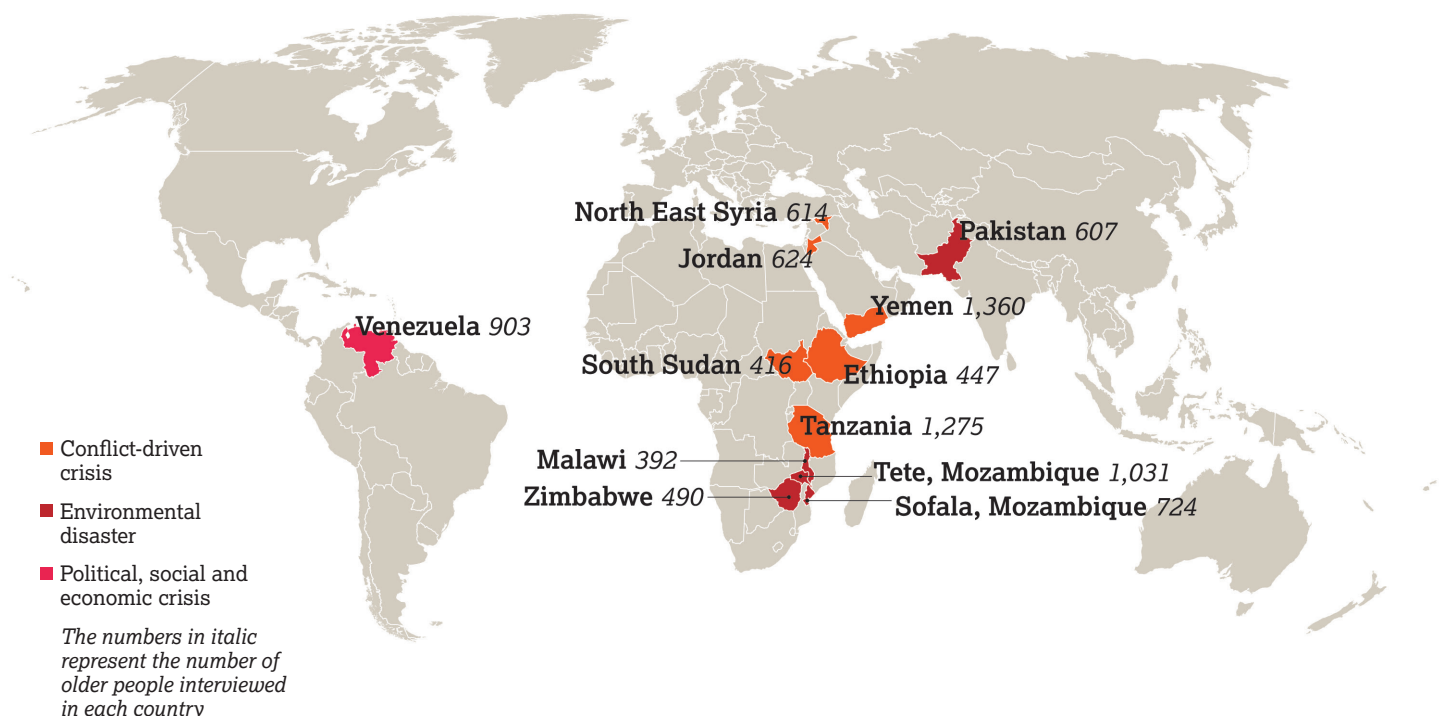 North East Syria 614
Pakistan 607
Jordan 624
Yemen 1,360
Venezuela 903
South Sudan 416
Ethiopia 447
Tanzania 1,275
Malawi 392
Tete, Mozambique 1,031
Zimbabwe 490
Sofala, Mozambique 724
Conflict-driven
crisis
Environmental
disaster
Political, social and
economic crisis
The numbers in italic
represent the number of
older people interviewed
in each country